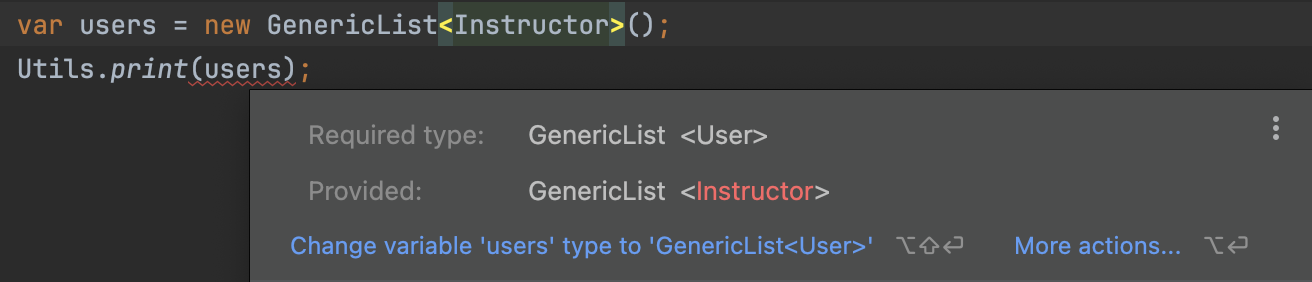 var users = new GenericList<Instructor>();
Utils.print(users);
Required type: GenericList <User>
Provided: GenericList <Instructor>
Change variable 'users' type to 'GenericList<User>' ⌥⇧⏎ More actions... ⌥⏎